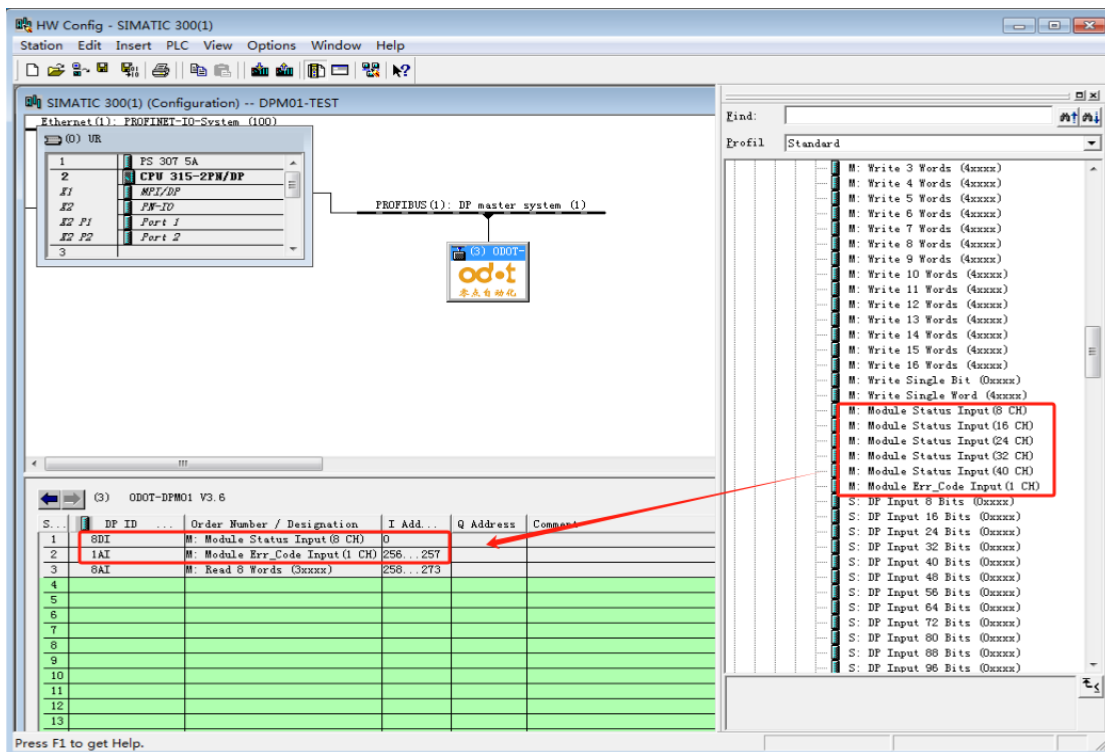 HW Config - SIMATIC 300(1)
Station Edit Insert PLC View Options Window Help
SIMATIC 300(1) (Configuration) -- DPM01-TEST
Ethernet(1): PROFINET-IO-System (100)
(0) UR
1 PS 307 5A
2 CPU 315-2PN/DP
X1 MPI/DP
X2 PN-IO
X2 P1 Port 1
X2 P2 Port 2
3
PROFIBUS(1): DP master system (1)
(3) ODOT-
odot
零点自动化
(3) ODOT-DPM01 V3.6
S... DP ID ... Order Number / Designation I Add... Q Address Comment
1 8DI M: Module Status Input(8 CH) 0
2 1AI M: Module Err_Code Input(1 CH) 256...257
3 8AI M: Read 8 Words (3xxxx) 258...273
4
5
6
7
8
9
10
11
12
13
Find:
Profil Standard
M: Write 3 Words (4xxxx)
M: Write 4 Words (4xxxx)
M: Write 5 Words (4xxxx)
M: Write 6 Words (4xxxx)
M: Write 7 Words (4xxxx)
M: Write 8 Words (4xxxx)
M: Write 9 Words (4xxxx)
M: Write 10 Words (4xxxx)
M: Write 11 Words (4xxxx)
M: Write 12 Words (4xxxx)
M: Write 13 Words (4xxxx)
M: Write 14 Words (4xxxx)
M: Write 15 Words (4xxxx)
M: Write 16 Words (4xxxx)
M: Write Single Bit (0xxxx)
M: Write Single Word (4xxxx)
M: Module Status Input(8 CH)
M: Module Status Input(16 CH)
M: Module Status Input(24 CH)
M: Module Status Input(32 CH)
M: Module Status Input(40 CH)
M: Module Err_Code Input(1 CH)
S: DP Input 8 Bits (0xxxx)
S: DP Input 16 Bits (0xxxx)
S: DP Input 24 Bits (0xxxx)
S: DP Input 32 Bits (0xxxx)
S: DP Input 40 Bits (0xxxx)
S: DP Input 48 Bits (0xxxx)
S: DP Input 56 Bits (0xxxx)
S: DP Input 64 Bits (0xxxx)
S: DP Input 72 Bits (0xxxx)
S: DP Input 80 Bits (0xxxx)
S: DP Input 88 Bits (0xxxx)
S: DP Input 96 Bits (0xxxx)
Press F1 to get Help.